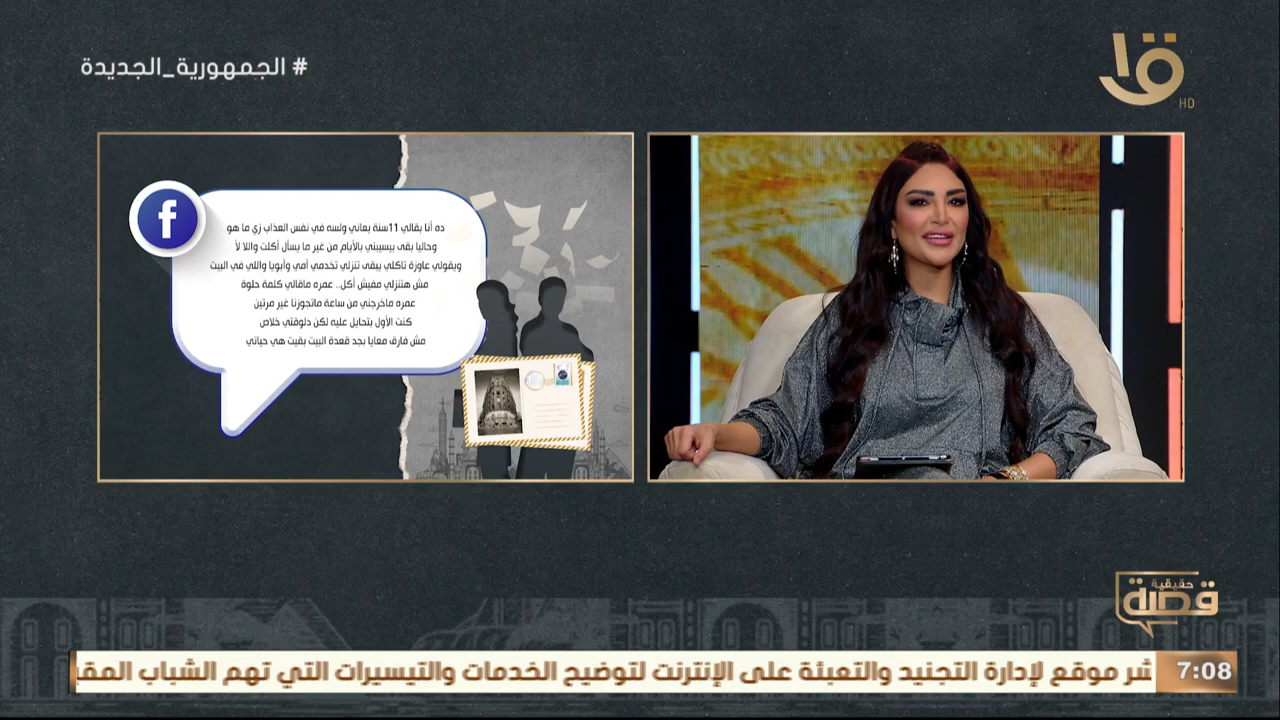 # الجمهورية_الجديدة
HD
ده أنا بقالي 11سنة بعاني ولسه في نفس العذاب زي ما هو
وحاليا بقى بيسيبني بالأيام من غير ما يسأل أكلت واللا لأ
ويقولي عاوزة تاكلي يبقى تنزلي تخدمي أمي وأبويا واللي في البيت
مش هتنزلي مفيش أكل.. عمره ماقالي كلمة حلوة
عمره ماخرجني من ساعة ماتجوزنا غير مرتين
كنت الأول بتحايل عليه لكن دلوقتي خلاص
مش فارق معايا بجد قعدة البيت بقيت هي حياتي
قصة حقيقية
7:08
شر موقع لإدارة التجنيد والتعبئة على الإنترنت لتوضيح الخدمات والتيسيرات التي تهم الشباب المق